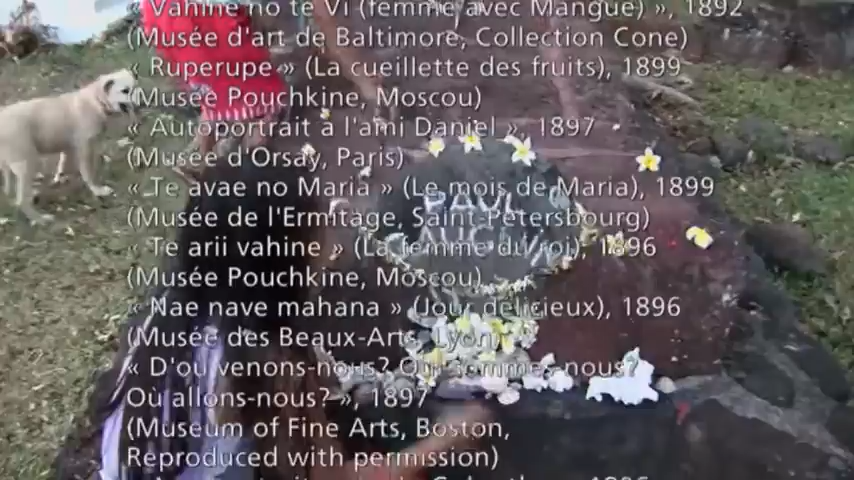 « Vahine no te Vi (femme avec Mangue) », 1892
(Musée d'art de Baltimore, Collection Cone)
« Ruperupe » (La cueillette des fruits), 1899
(Musée Pouchkine, Moscou)
« Autoportrait à l'ami Daniel », 1897
(Musée d'Orsay, Paris)
« Te avae no Maria » (Le mois de Maria), 1899
(Musée de l'Ermitage, Saint-Pétersbourg)
PAUL
« Te arii vahine » (La femme du roi), 1896
(Musée Pouchkine, Moscou)
« Nae nave mahana » (Jour délicieux), 1896
(Musée des Beaux-Arts, Lyon)
« D'où venons-nous? Qui sommes-nous?
Où allons-nous? », 1897
(Museum of Fine Arts, Boston,
Reproduced with permission)